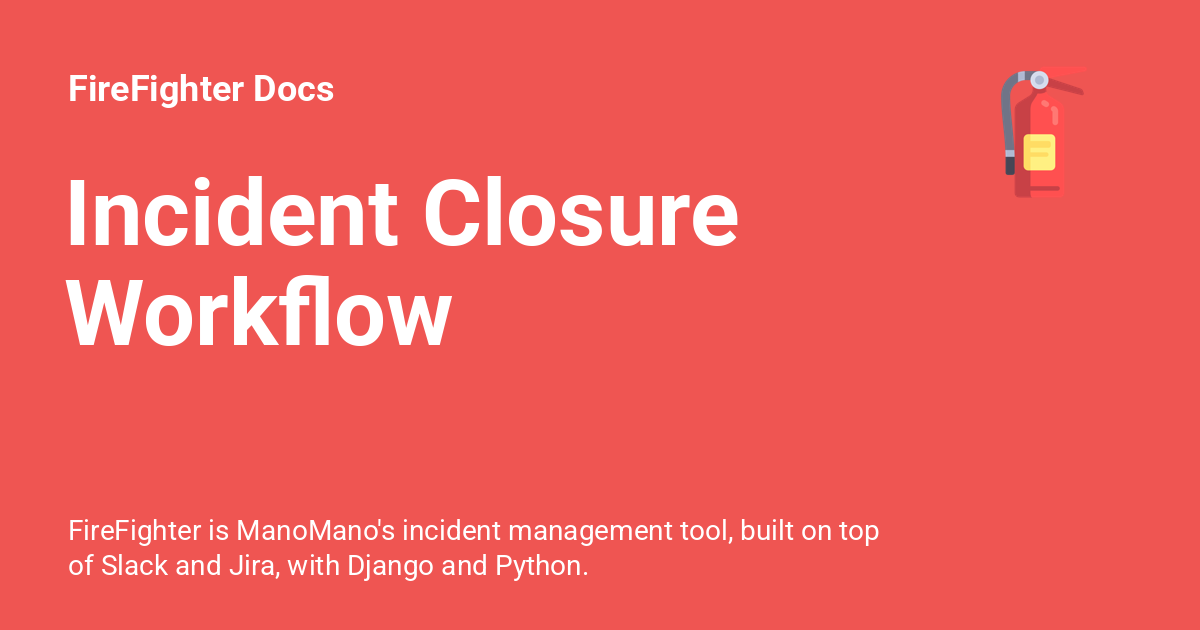 FireFighter Docs
Incident Closure
Workflow
FireFighter is ManoMano's incident management tool, built on top
of Slack and Jira, with Django and Python.